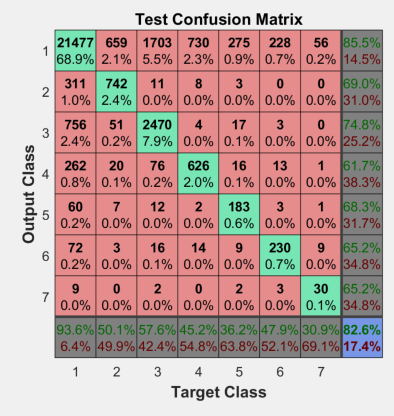 Test Confusion Matrix
1 21477 659 1703 730 275 228 56 85.5%
68.9% 2.1% 5.5% 2.3% 0.9% 0.7% 0.2% 14.5%
2 311 742 11 8 3 0 0 69.0%
1.0% 2.4% 0.0% 0.0% 0.0% 0.0% 0.0% 31.0%
3 756 51 2470 4 17 3 0 74.8%
2.4% 0.2% 7.9% 0.0% 0.1% 0.0% 0.0% 25.2%
4 262 20 76 626 16 13 1 61.7%
0.8% 0.1% 0.2% 2.0% 0.1% 0.0% 0.0% 38.3%
5 60 7 12 2 183 3 1 68.3%
0.2% 0.0% 0.0% 0.0% 0.6% 0.0% 0.0% 31.7%
6 72 3 16 14 9 230 9 65.2%
0.2% 0.0% 0.1% 0.0% 0.0% 0.7% 0.0% 34.8%
7 9 0 2 0 2 3 30 65.2%
0.0% 0.0% 0.0% 0.0% 0.0% 0.0% 0.1% 34.8%
93.6% 50.1% 57.6% 45.2% 36.2% 47.9% 30.9% 82.6%
6.4% 49.9% 42.4% 54.8% 63.8% 52.1% 69.1% 17.4%
1 2 3 4 5 6 7
Target Class
Output Class